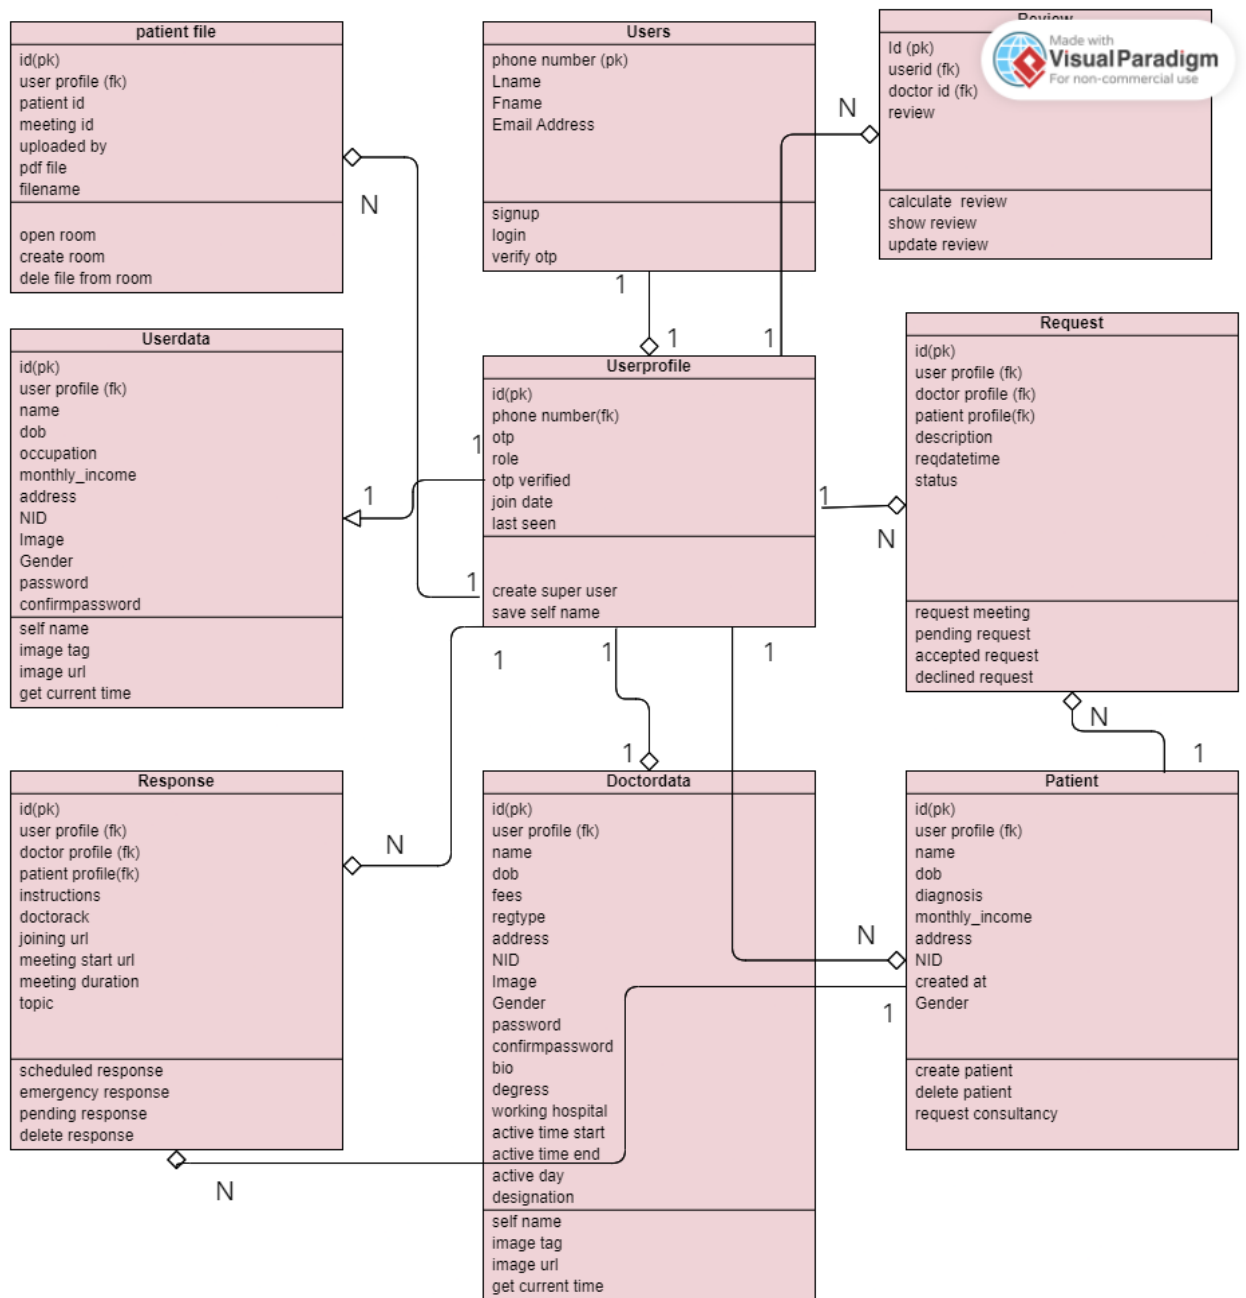 patient file
id(pk)
user profile (fk)
patient id
meeting id
uploaded by
pdf file
filename
open room
create room
dele file from room
Users
phone number (pk)
Lname
Fname
Email Address
signup
login
verify otp
Review
Id (pk)
userid (fk)
doctor id (fk)
review
calculate review
show review
update review
Made with
Visual Paradigm
For non-commercial use
N
N
1
1
1
Userdata
id(pk)
user profile (fk)
name
dob
occupation
monthly_income
address
NID
Image
Gender
password
confirmpassword
self name
image tag
image url
get current time
1
1
1
Userprofile
id(pk)
phone number(fk)
otp
role
otp verified
join date
last seen
create super user
save self name
1
N
Request
id(pk)
user profile (fk)
doctor profile (fk)
patient profile(fk)
description
reqdatetime
status
request meeting
pending request
accepted request
declined request
1
1
1
N
1
1
Response
id(pk)
user profile (fk)
doctor profile (fk)
patient profile(fk)
instructions
doctorack
joining url
meeting start url
meeting duration
topic
scheduled response
emergency response
pending response
delete response
N
N
Doctordata
id(pk)
user profile (fk)
name
dob
fees
regtype
address
NID
Image
Gender
password
confirmpassword
bio
degress
working hospital
active time start
active time end
active day
designation
self name
image tag
image url
get current time
N
1
Patient
id(pk)
user profile (fk)
name
dob
diagnosis
monthly_income
address
NID
created at
Gender
create patient
delete patient
request consultancy